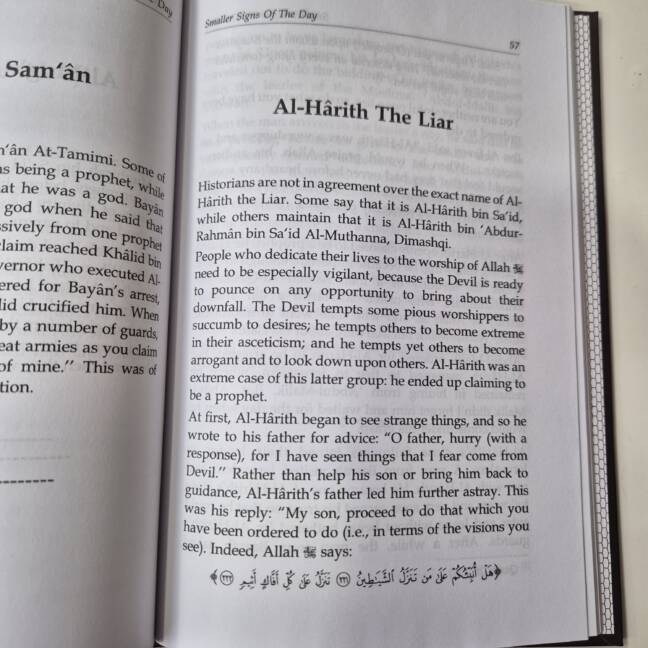 Day
Sam‘ân
n‘ân At-Tamimi. Some of
as being a prophet, while
at he was a god. Bayân
god when he said that
ssively from one prophet
claim reached Khâlid bin
vernor who executed Al-
ered for Bayân’s arrest,
lid crucified him. When
by a number of guards,
eat armies as you claim
of mine.” This was of
tion.
Smaller Signs Of The Day
57
Al-Hârith The Liar
Historians are not in agreement over the exact name of Al-
Hârith the Liar. Some say that it is Al-Hârith bin Sa‘id,
while others maintain that it is Al-Hârith bin ‘Abdur-
Rahmân bin Sa‘id Al-Muthanna, Dimashqi.
People who dedicate their lives to the worship of Allah ﷻ
need to be especially vigilant, because the Devil is ready
to pounce on any opportunity to bring about their
downfall. The Devil tempts some pious worshippers to
succumb to desires; he tempts others to become extreme
in their asceticism; and he tempts yet others to become
arrogant and to look down upon others. Al-Hârith was an
extreme case of this latter group: he ended up claiming to
be a prophet.
At first, Al-Hârith began to see strange things, and so he
wrote to his father for advice: “O father, hurry (with a
response), for I have seen things that I fear come from
Devil.” Rather than help his son or bring him back to
guidance, Al-Hârith’s father led him further astray. This
was his reply: “My son, proceed to do that which you
have been ordered to do (i.e., in terms of the visions you
see). Indeed, Allah ﷻ says:
﴿هَلْ أُنَبِّئُكُمْ عَلَىٰ مَن تَنَزَّلُ الشَّيَاطِينُ ﴿٢٢١﴾ تَنَزَّلُ عَلَىٰ كُلِّ أَفَّاكٍ أَثِيمٍ ﴿٢٢٢﴾﴾